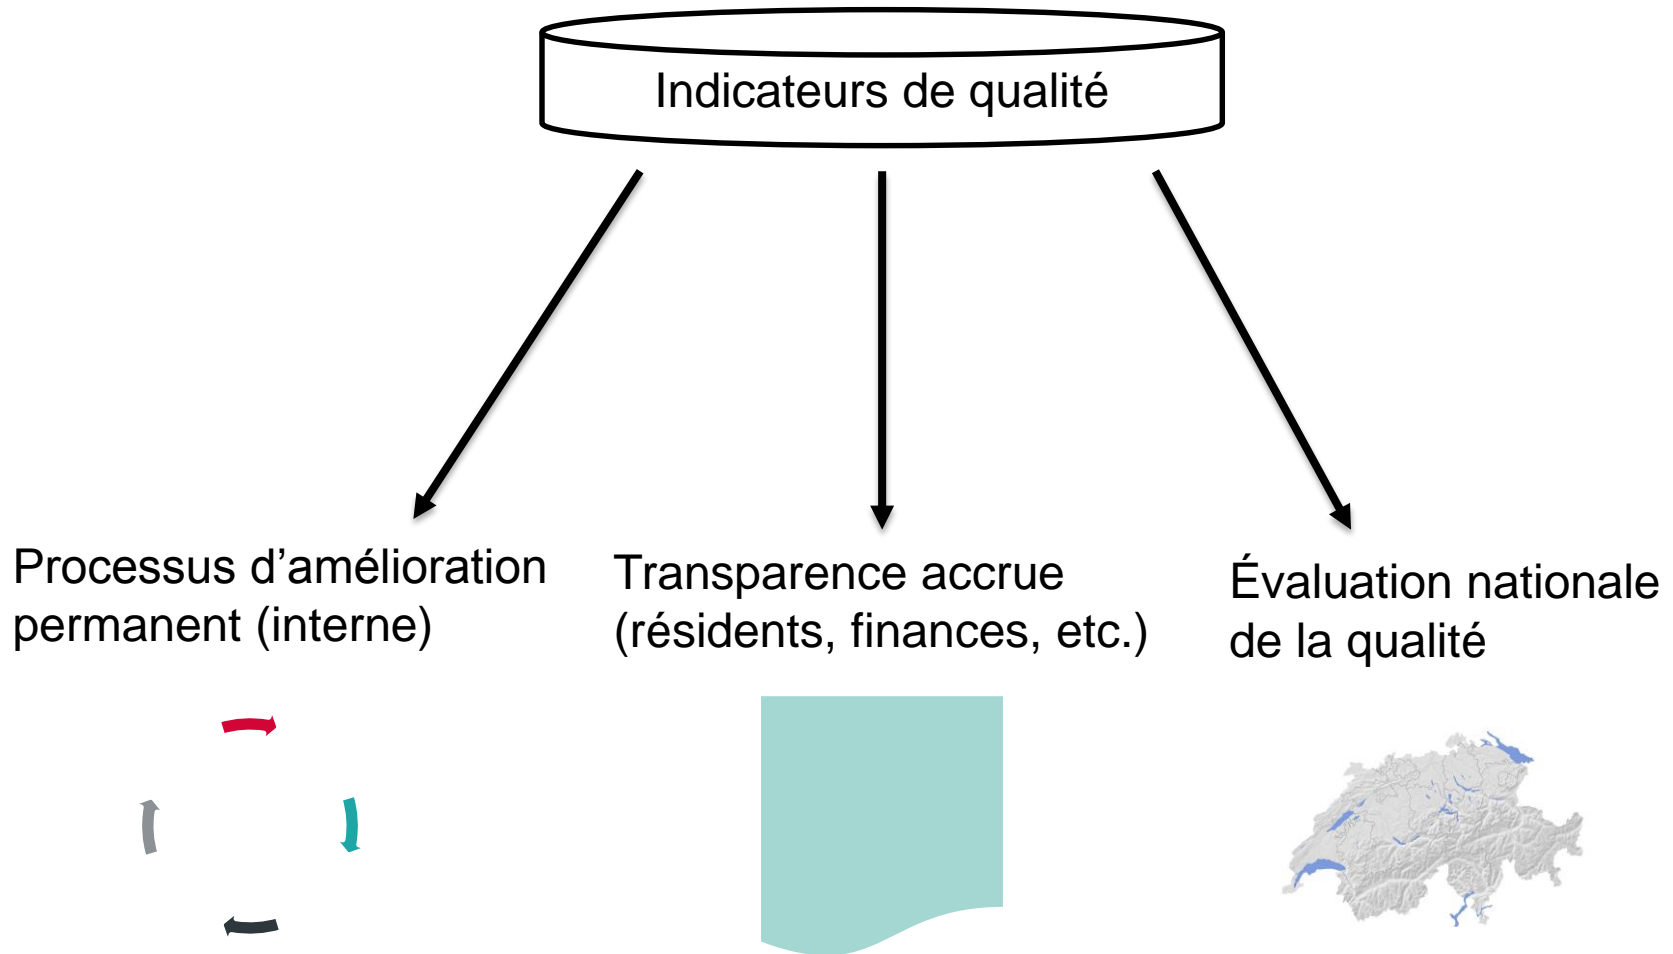 Indicateurs de qualité
Processus d’amélioration
permanent (interne)
Transparence accrue
(résidents, finances, etc.)
Évaluation nationale
de la qualité